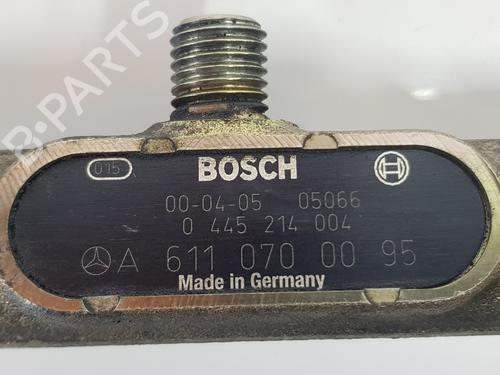 B-PARTS
015 BOSCH
00-04-05 05066
0 445 214 004
A 611 070 00 95
Made in Germany